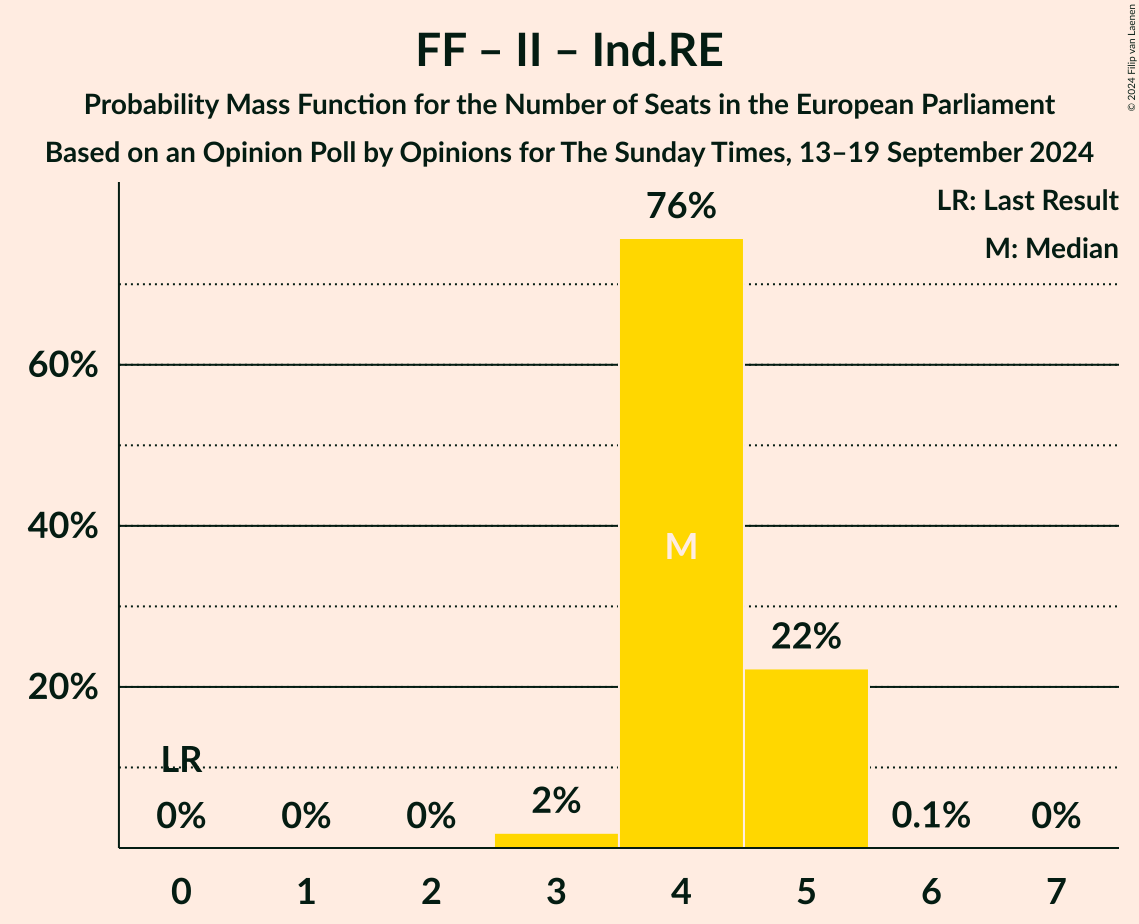 FF – II – Ind.RE
Probability Mass Function for the Number of Seats in the European Parliament
Based on an Opinion Poll by Opinions for The Sunday Times, 13–19 September 2024
© 2024 Filip van Laenen
LR: Last Result
M: Median
76%
60%
40%
M
22%
20%
LR
0%
0%
0%
2%
0.1%
0%
0 1 2 3 4 5 6 7